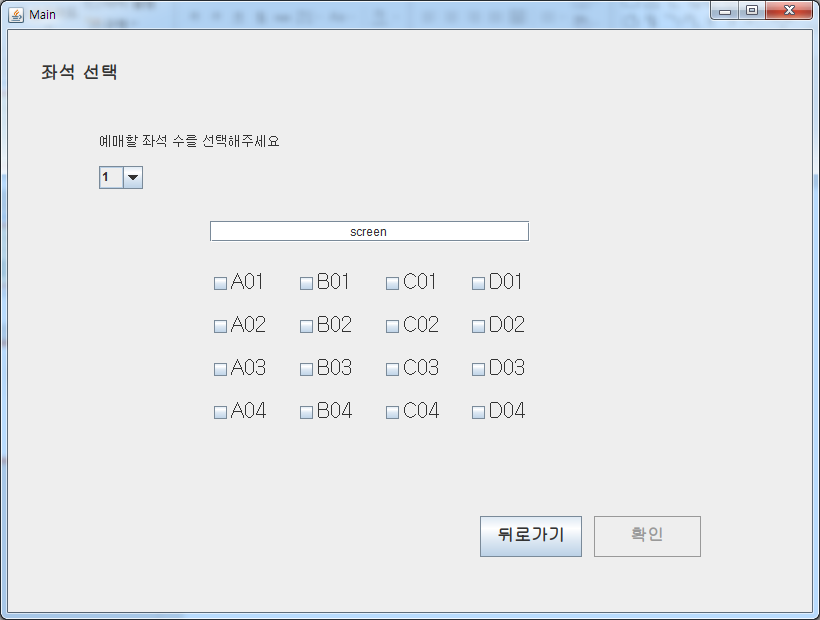 Main
좌석 선택
예매할 좌석 수를 선택해주세요
1
screen
A01 B01 C01 D01
A02 B02 C02 D02
A03 B03 C03 D03
A04 B04 C04 D04
뒤로가기 확인